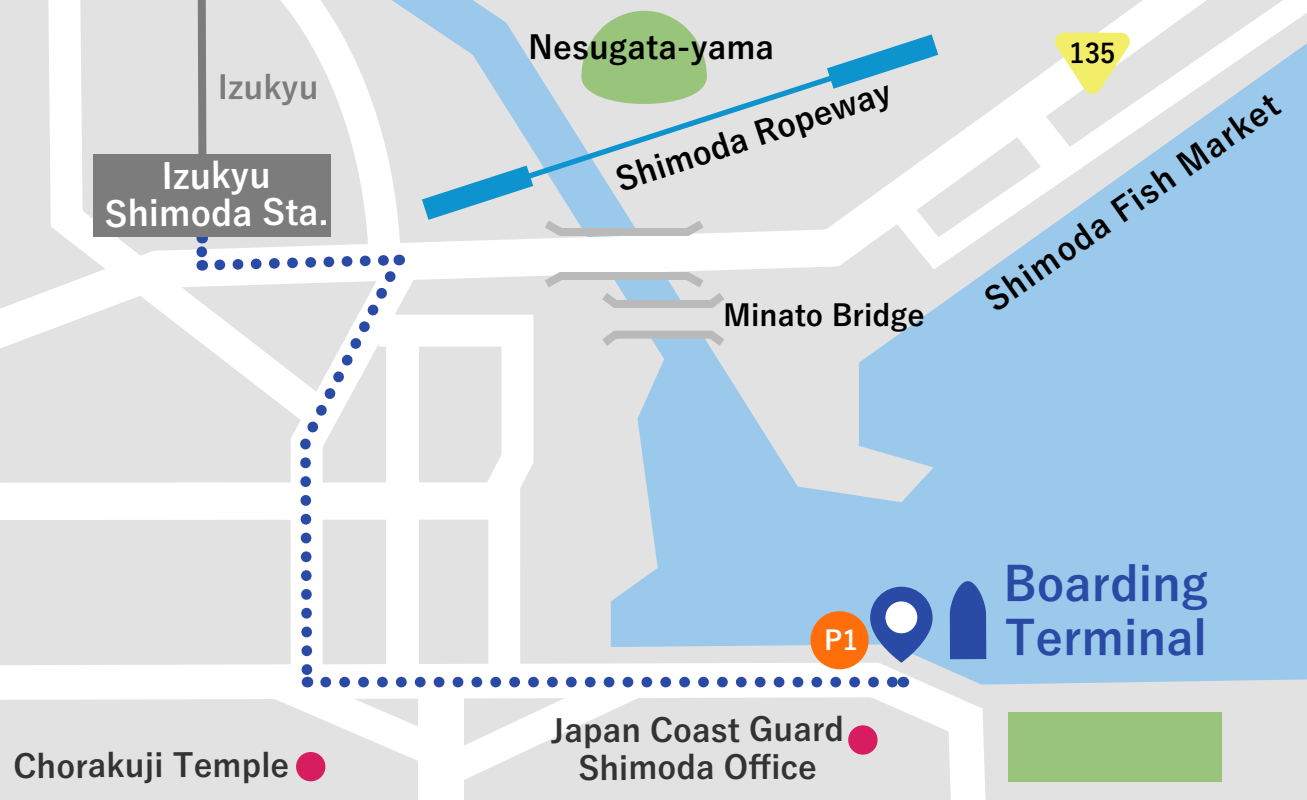 Nesugata-yama
135
Izukyu
Shimoda Ropeway
Shimoda Fish Market
Izukyu
Shimoda Sta.
Minato Bridge
Boarding
Terminal
P1
Japan Coast Guard
Shimoda Office
Chorakuji Temple